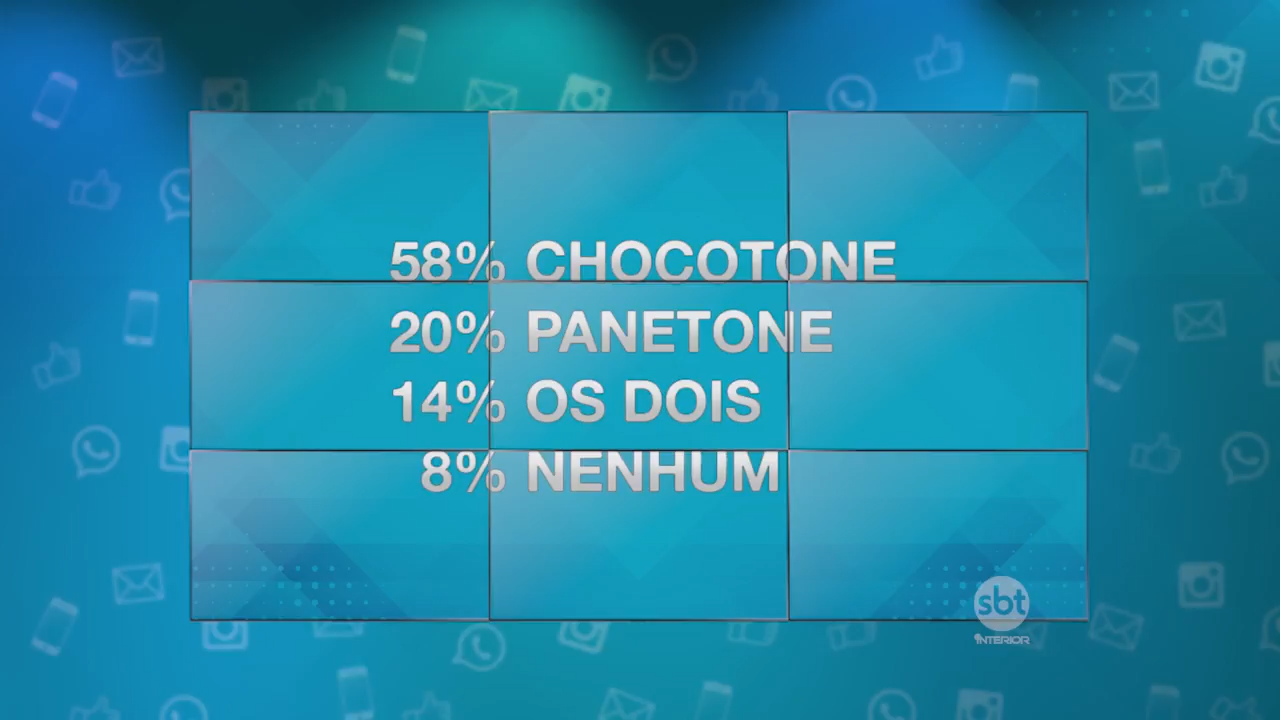 58% CHOCOTONE
20% PANETONE
14% OS DOIS
8% NENHUM
sbt
INTERIOR